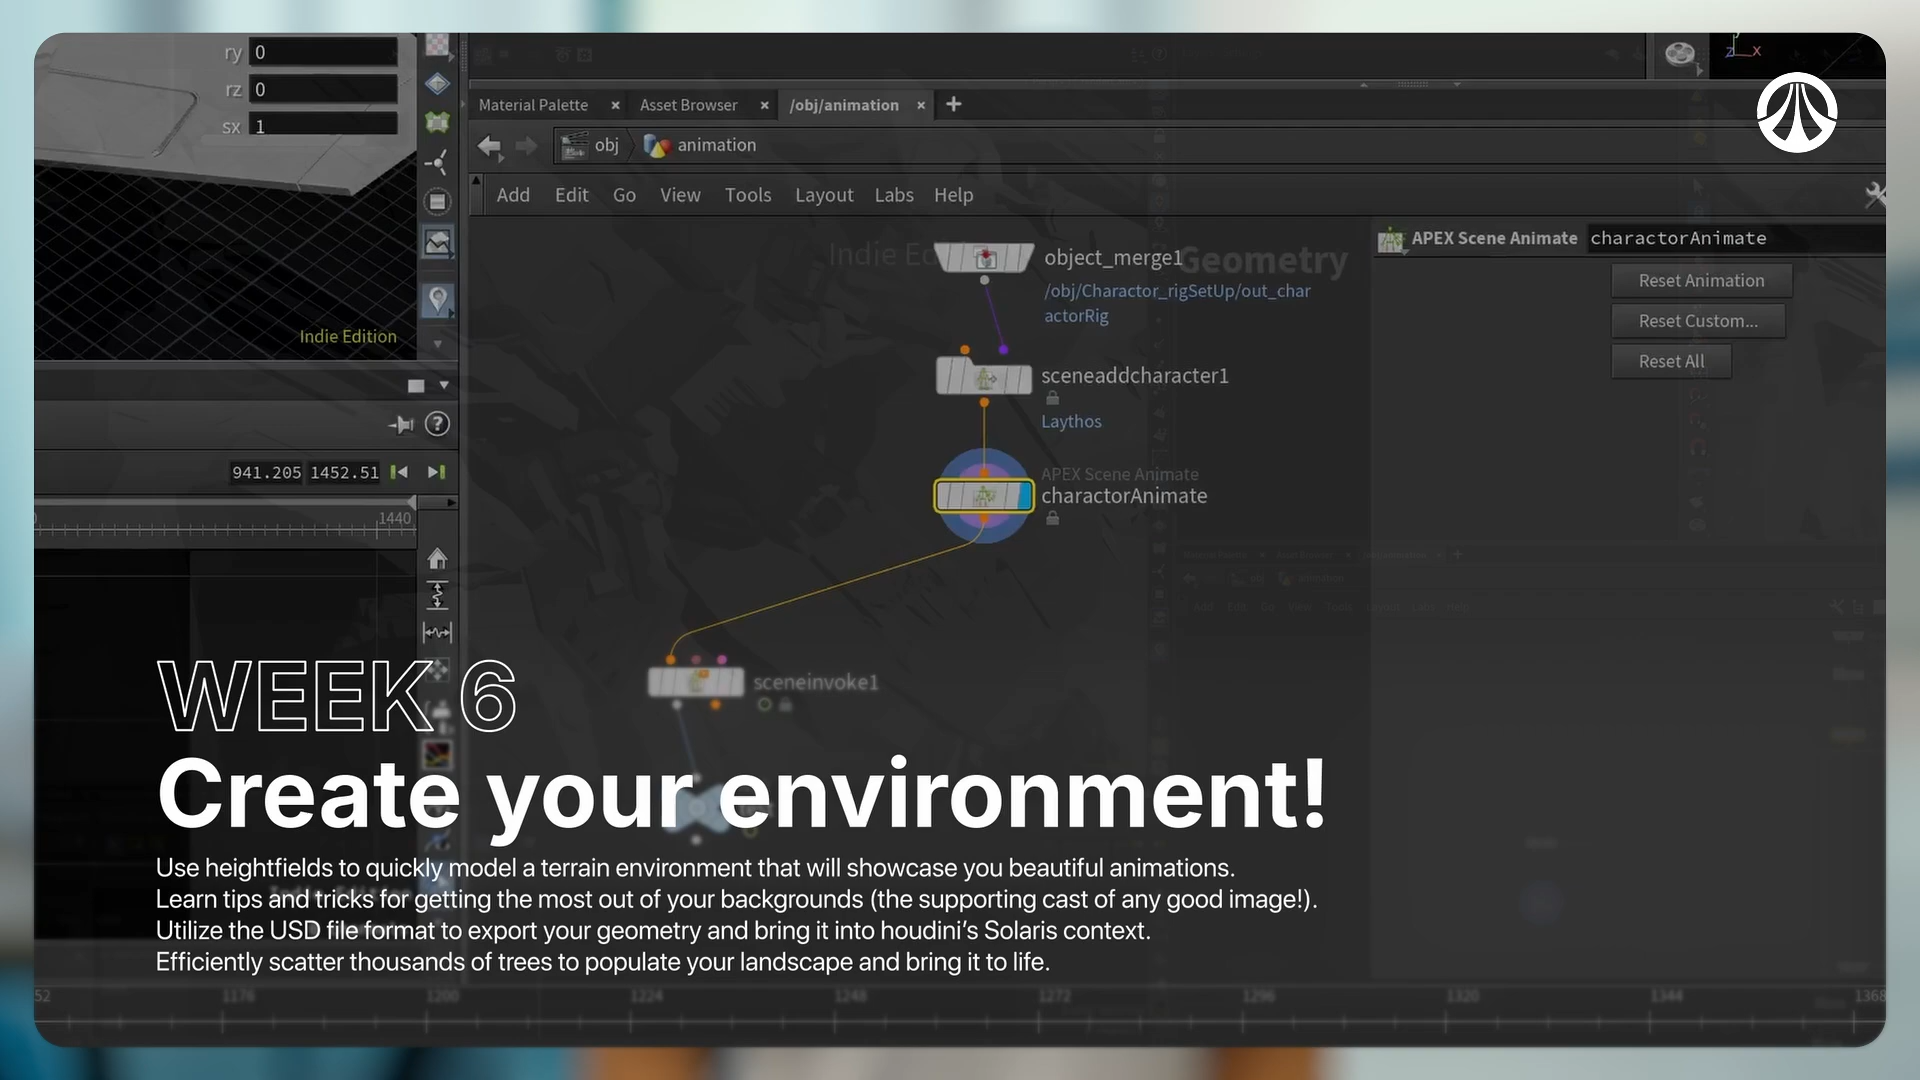 ry 0
rz 0
sx 1
Z X
Material Palette × Asset Browser × /obj/animation × +
obj animation
Add Edit Go View Tools Layout Labs Help
Indie Ed
Geometry
object_merge1
/obj/Charactor_rigSetUp/out_char
actorRig
APEX Scene Animate charactorAnimate
Reset Animation
Reset Custom...
Reset All
Indie Edition
sceneaddcharacter1
Laythos
941.205 1452.51
1440
APEX Scene Animate
charactorAnimate
sceneinvoke1
WEEK 6
Create your environment!
Use heightfields to quickly model a terrain environment that will showcase you beautiful animations.
Learn tips and tricks for getting the most out of your backgrounds (the supporting cast of any good image!).
Utilize the USD file format to export your geometry and bring it into houdini’s Solaris context.
Efficiently scatter thousands of trees to populate your landscape and bring it to life.
52 1176 1200 1224 1248 1272 1296 1320 1344 1368